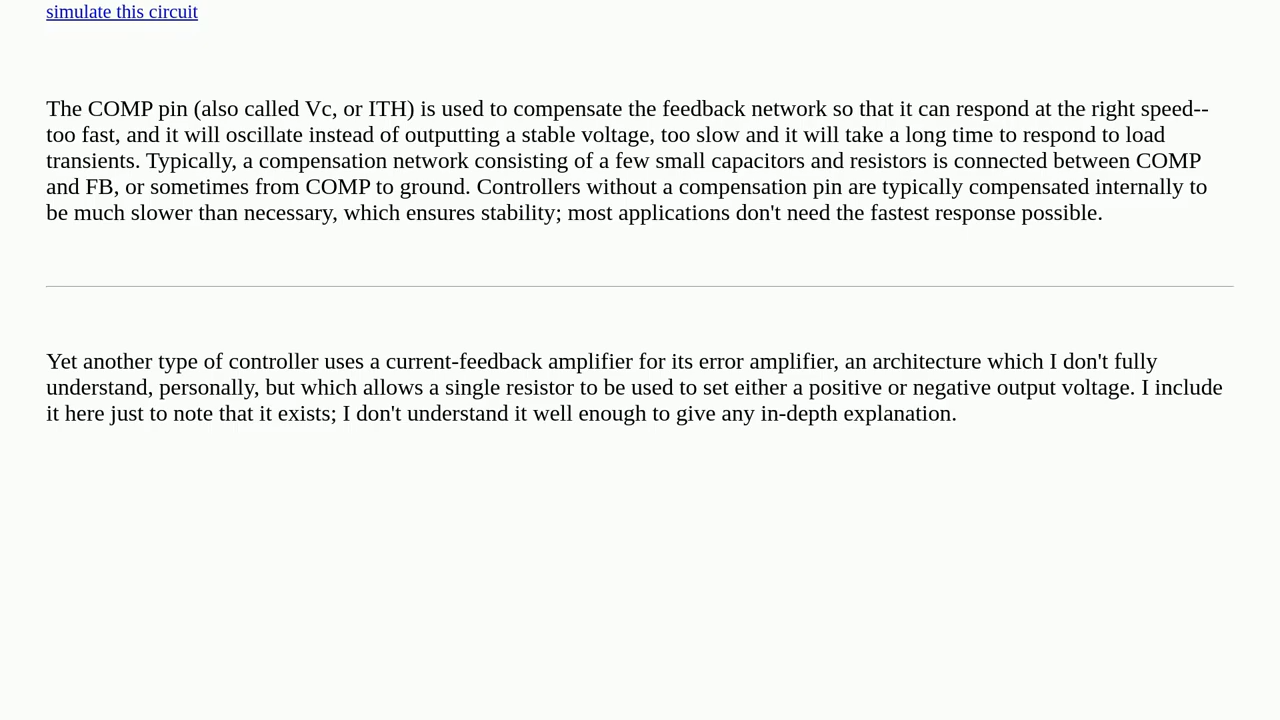 simulate this circuit
The COMP pin (also called Vc, or ITH) is used to compensate the feedback network so that it can respond at the right speed--
too fast, and it will oscillate instead of outputting a stable voltage, too slow and it will take a long time to respond to load
transients. Typically, a compensation network consisting of a few small capacitors and resistors is connected between COMP
and FB, or sometimes from COMP to ground. Controllers without a compensation pin are typically compensated internally to
be much slower than necessary, which ensures stability; most applications don't need the fastest response possible.
Yet another type of controller uses a current-feedback amplifier for its error amplifier, an architecture which I don't fully
understand, personally, but which allows a single resistor to be used to set either a positive or negative output voltage. I include
it here just to note that it exists; I don't understand it well enough to give any in-depth explanation.